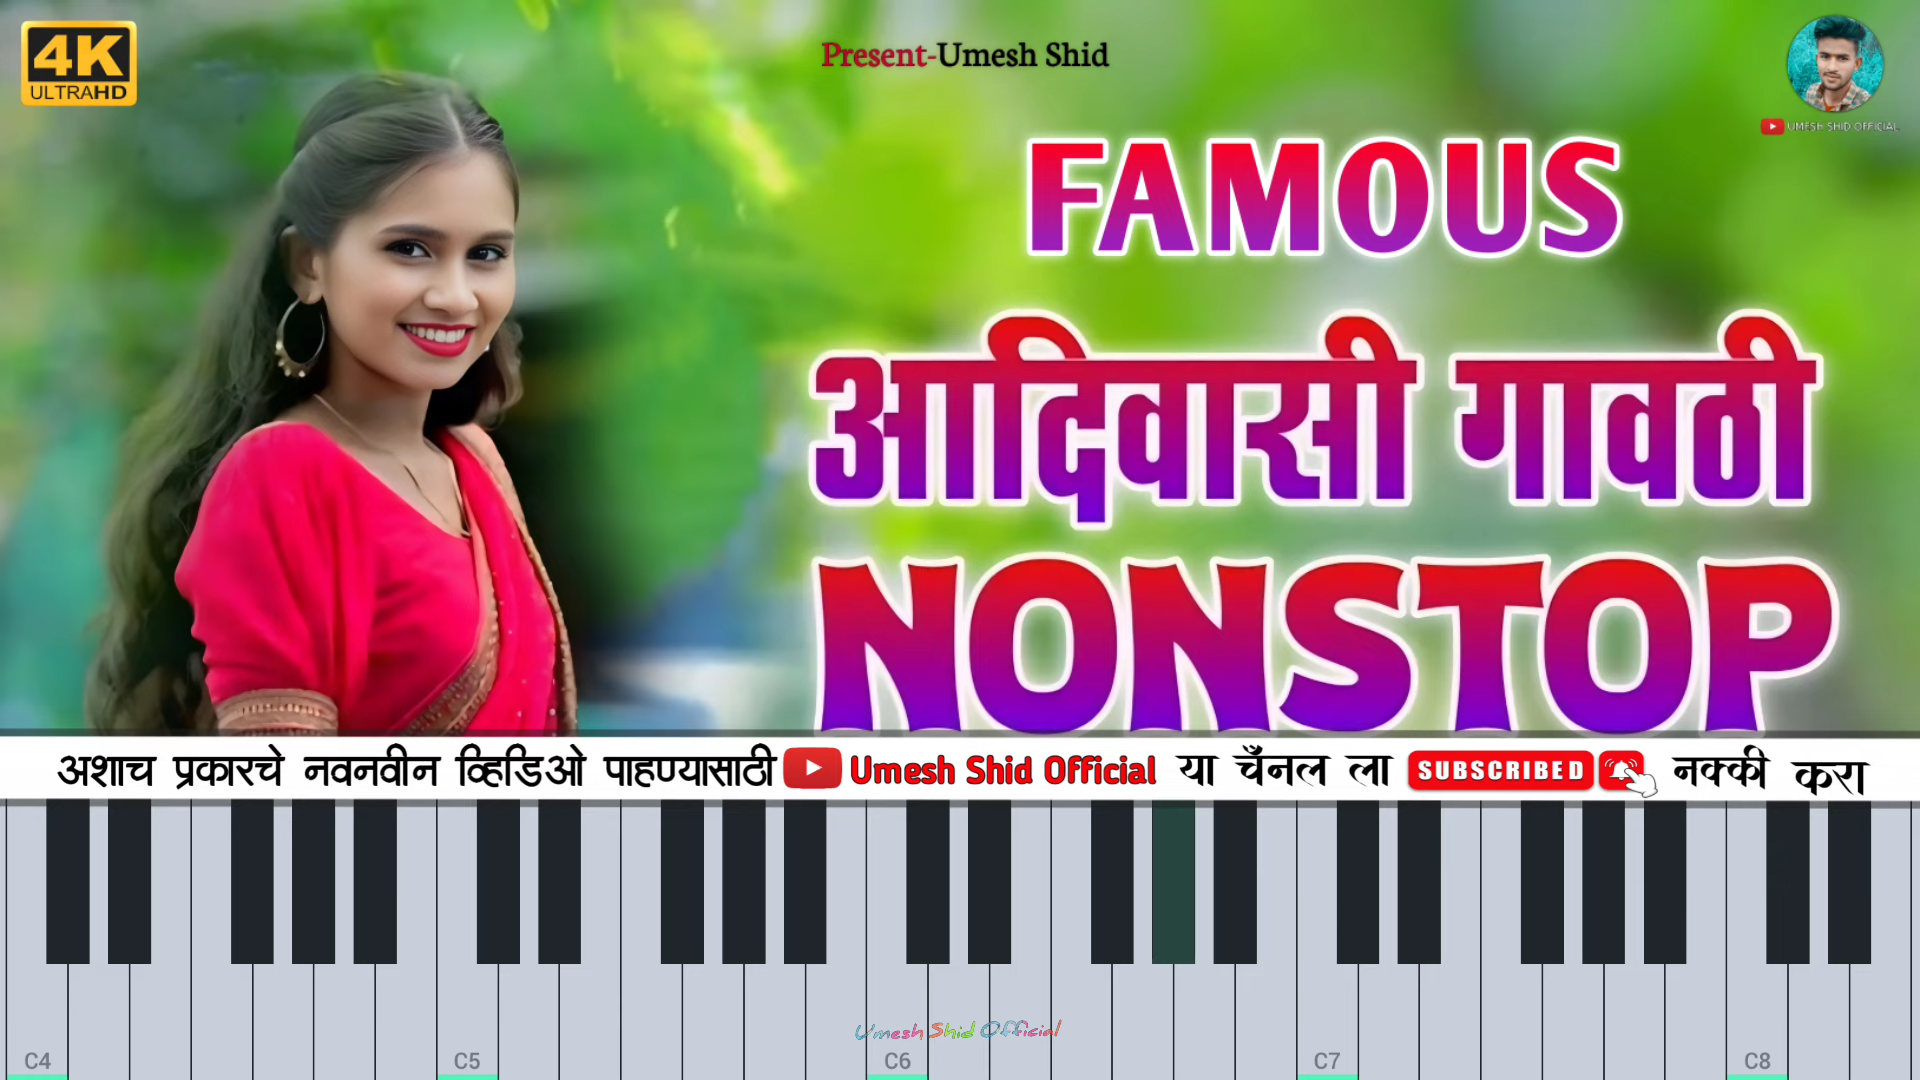 4K
ULTRAHD
Present-Umesh Shid
UMESH SHID OFFICIAL
FAMOUS
आदिवासी गावठी
NONSTOP
अशाच प्रकारचे नवनवीन व्हिडिओ पाहण्यासाठी Umesh Shid Official या चॅंनल ला SUBSCRIBED नक्की करा
Umesh Shid Official
C4 C5 C6 C7 C8